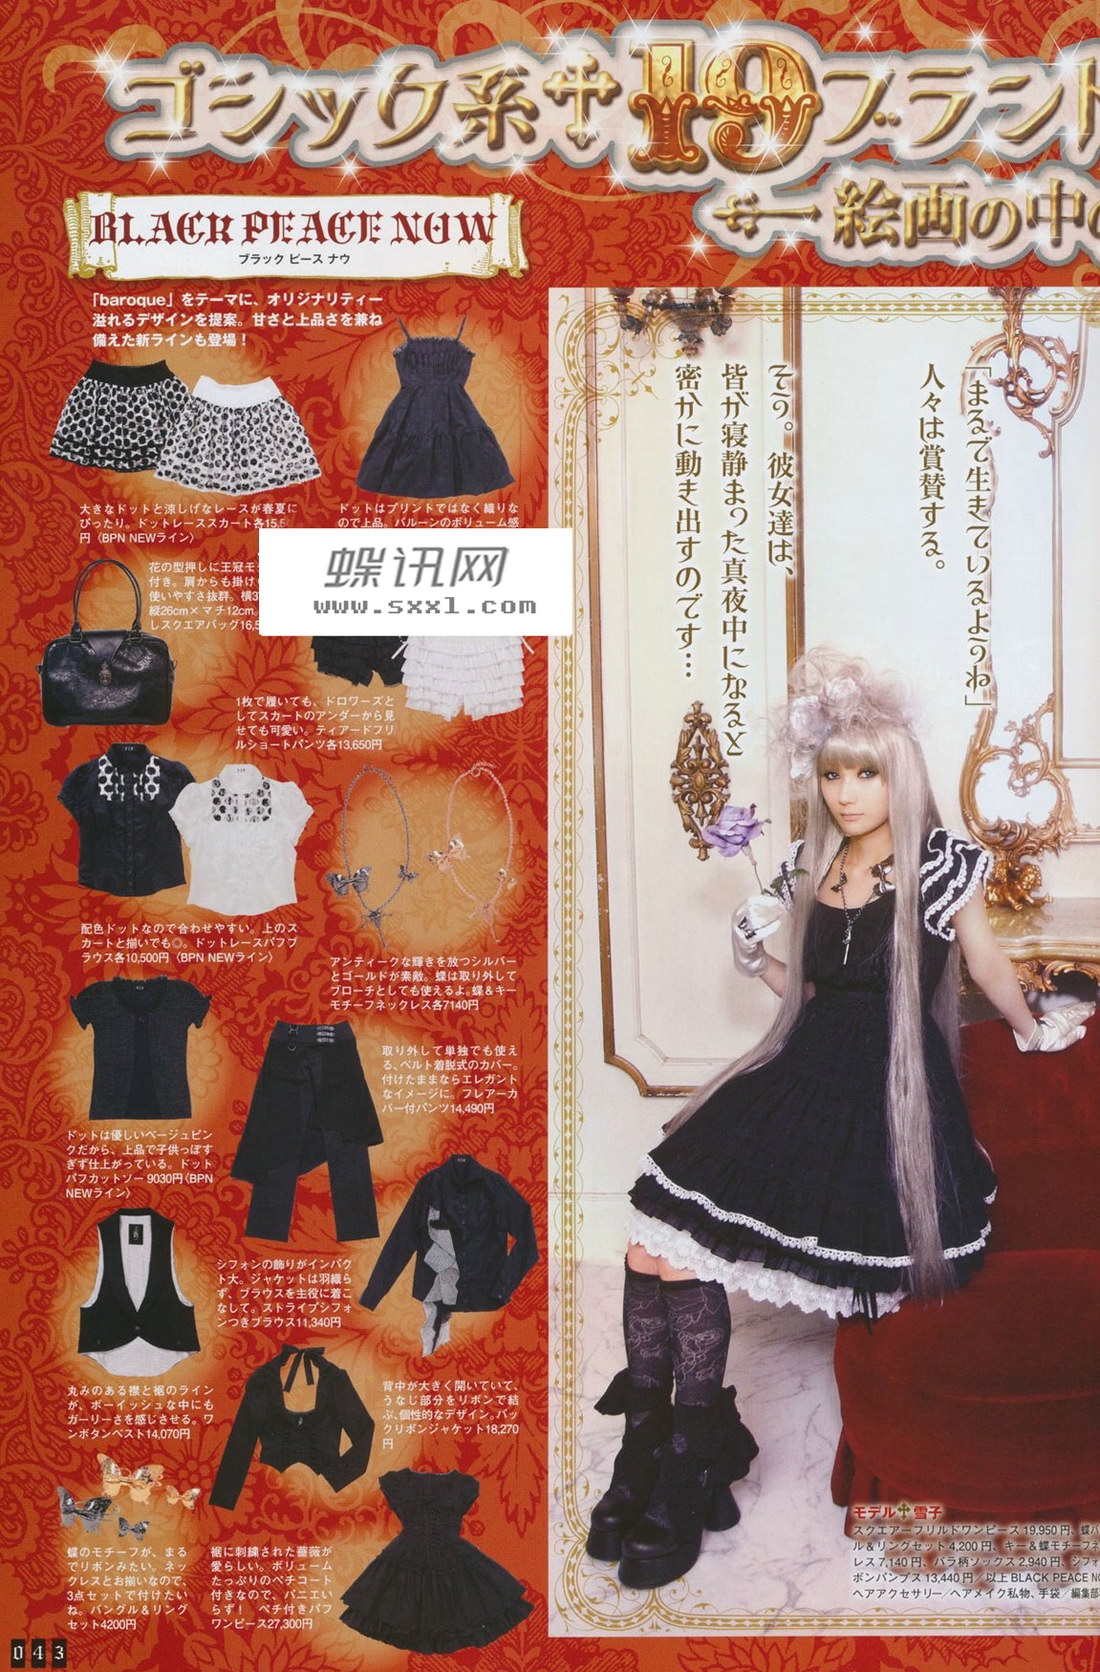 ゴシック系✝19ブランド
絵画の中の
BLACK PEACE NOW
ブラック ピース ナウ
「baroque」をテーマに、オリジナリティー
溢れるデザインを提案。甘さと上品さを兼ね
備えた新ラインも登場！
大きなドットと涼しげなレースが春夏に
ぴったり。ドットレーススカート各15,5
円〈BPN NEWライン〉
ドットはプリントではなく織りな
ので上品。バルーンのボリューム感
蝶讯网
www.sxxl.com
花の型押しに王冠モチ
付き。肩からも掛け
使いやすさ抜群。横3
縦26cm×マチ12cm。
しスクエアバッグ16,5
1枚で履いても、ドロワーズと
してスカートのアンダーから見
せても可愛い。ティアードフリ
ルショートパンツ各13,650円
配色ドットなので合わせやすい。上のス
カートと揃いでも◎。ドットレースパフブ
ラウス各10,500円〈BPN NEWライン〉
アンティークな輝きを放つシルバー
とゴールドが素敵。蝶は取り外して
ブローチとしても使えるよ。蝶＆キー
モチーフネックレス各7140円
取り外して単独でも使え
る、ベルト着脱式のカバー。
付けたままならエレガント
なイメージに。フレアーカ
バー付パンツ14,490円
ドットは優しいベージュピン
クだから、上品で子供っぽす
ぎず仕上がっている。ドット
パフカットソー 9030円〈BPN
NEWライン〉
シフォンの飾りがインパク
ト大。ジャケットは羽織ら
ず、ブラウスを主役に着こ
なして。ストライプシフォ
ンつきブラウス11,340円
丸みのある襟と裾のライン
が、ボーイッシュな中にも
ガーリーさを感じさせる。ワ
ンボタンベスト14,070円
背中が大きく開いていて、
うなじ部分をリボンで結
ぶ、個性的なデザイン。バッ
クリボンジャケット18,270
円
蝶のモチーフが、まる
でリボンみたい。ネッ
クレスとお揃いなので、
3点セットで付けたい
ね。バングル＆リング
セット4200円
裾に刺繍された薔薇が
愛らしい。ボリューム
たっぷりのペチコート
付きなので、パニエい
らず！ ペチ付きパフ
ワンピース27,300円
「まるで生きているようね」
人々は賞賛する。
そう。彼女達は、
皆が寝静まった真夜中になると
密かに動き出すのです…
モデル✝雪子
スクエアーフリルドワンピース 19,950円、蝶バ
ル＆リングセット 4,200円、キー＆蝶モチーフネ
レス 7,140円、バラ柄ソックス 2,940円、シフォ
ボンパンプス 13,440円／以上 BLACK PEACE NO
ヘアアクセサリー／ヘアメイク私物、手袋／編集部
043